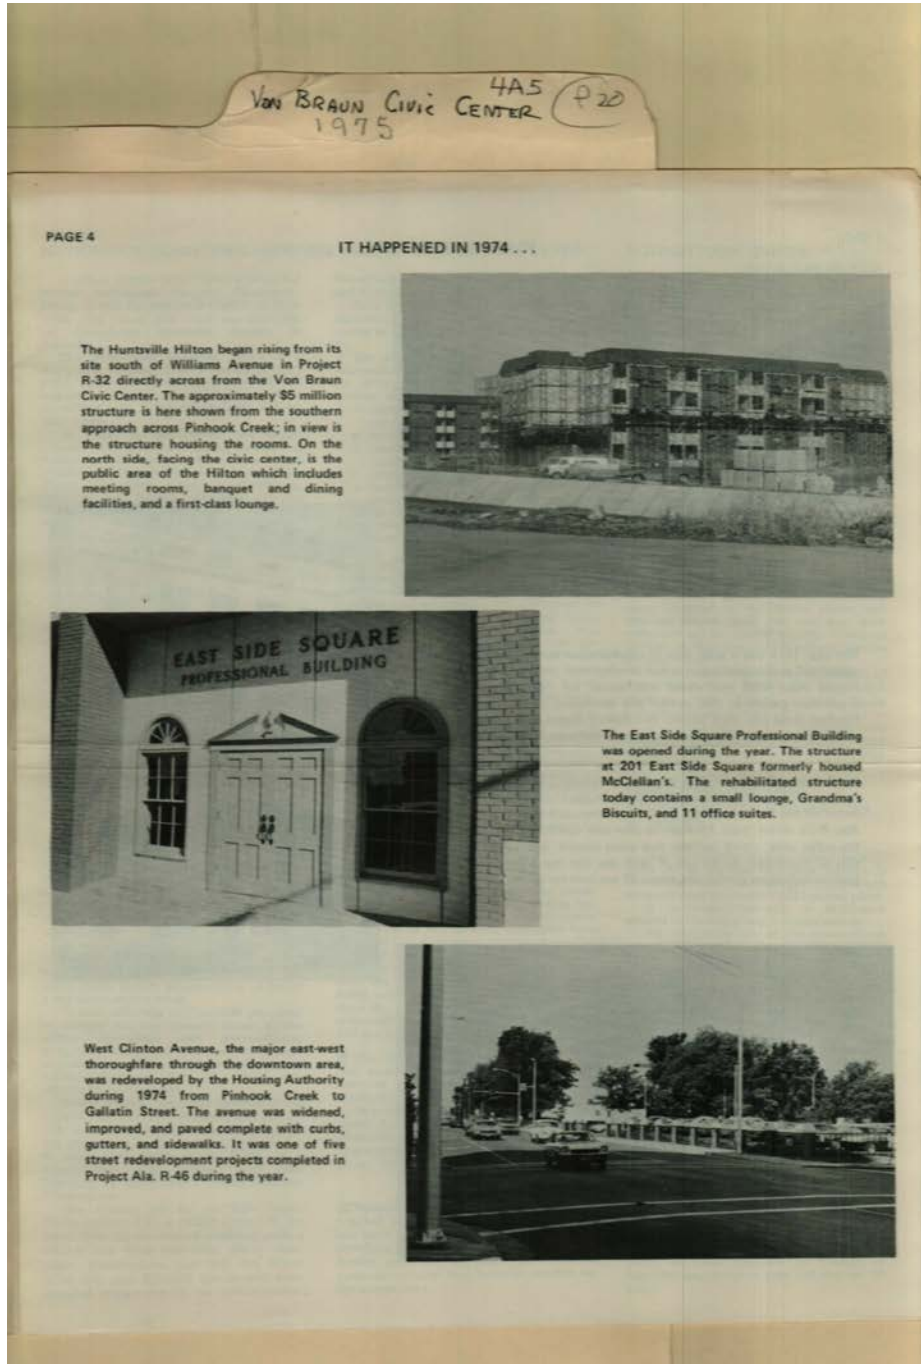 Von Braun Civic Center 4A5 P20
1975
PAGE 4
IT HAPPENED IN 1974 . . .
The Huntsville Hilton began rising from its
site south of Williams Avenue in Project
R-32 directly across from the Von Braun
Civic Center. The approximately $5 million
structure is here shown from the southern
approach across Pinhook Creek; in view is
the structure housing the rooms. On the
north side, facing the civic center, is the
public area of the Hilton which includes
meeting rooms, banquet and dining
facilities, and a first-class lounge.
EAST SIDE SQUARE
PROFESSIONAL BUILDING
The East Side Square Professional Building
was opened during the year. The structure
at 201 East Side Square formerly housed
McClellan's. The rehabilitated structure
today contains a small lounge, Grandma's
Biscuits, and 11 office suites.
West Clinton Avenue, the major east-west
thoroughfare through the downtown area,
was redeveloped by the Housing Authority
during 1974 from Pinhook Creek to
Gallatin Street. The avenue was widened,
improved, and paved complete with curbs,
gutters, and sidewalks. It was one of five
street redevelopment projects completed in
Project Ala. R-46 during the year.